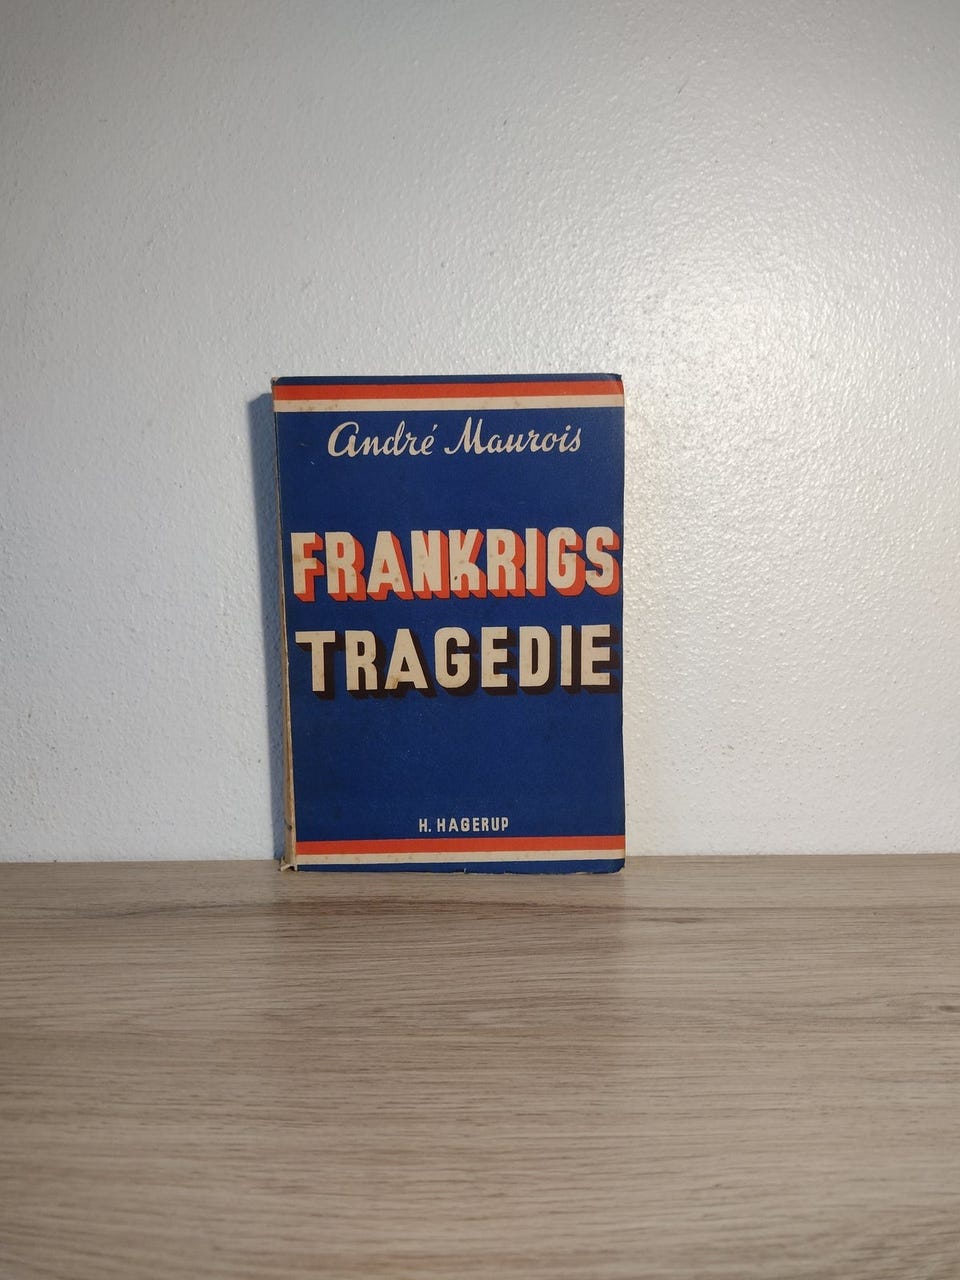 André Maurois
FRANKRIGS
TRAGEDIE
H. HAGERUP